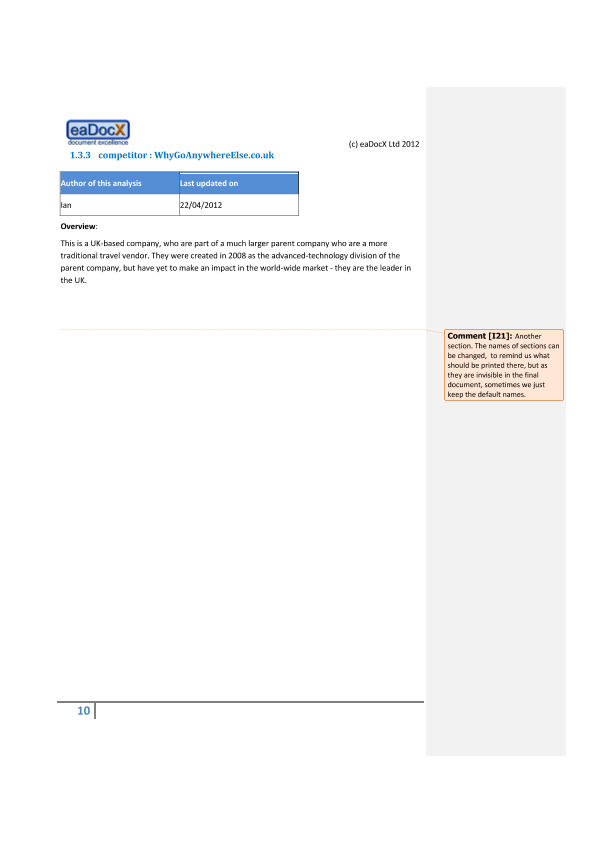 eaDocX
document excellence
(c) eaDocX Ltd 2012
1.3.3 competitor : WhyGoAnywhereElse.co.uk
Author of this analysis Last updated on
Ian 22/04/2012
Overview:
This is a UK-based company, who are part of a much larger parent company who are a more
traditional travel vendor. They were created in 2008 as the advanced-technology division of the
parent company, but have yet to make an impact in the world-wide market - they are the leader in
the UK.
Comment [I21]: Another
section. The names of sections can
be changed, to remind us what
should be printed there, but as
they are invisible in the final
document, sometimes we just
keep the default names.
10